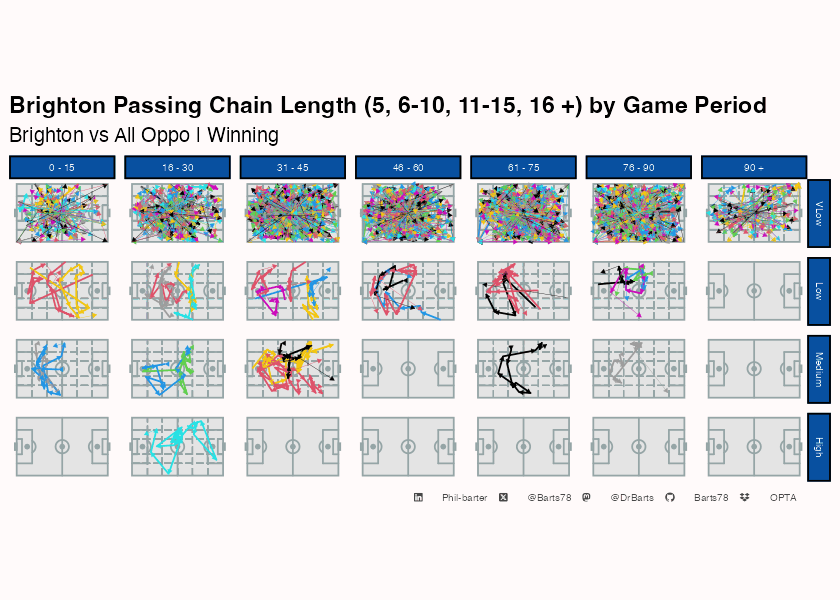 Brighton Passing Chain Length (5, 6-10, 11-15, 16 +) by Game Period
Brighton vs All Oppo | Winning
0 - 15 16 - 30 31 - 45 46 - 60 61 - 75 76 - 90 90 +
VLow
Low
Medium
High
Phil-barter @Barts78 @DrBarts Barts78 OPTA